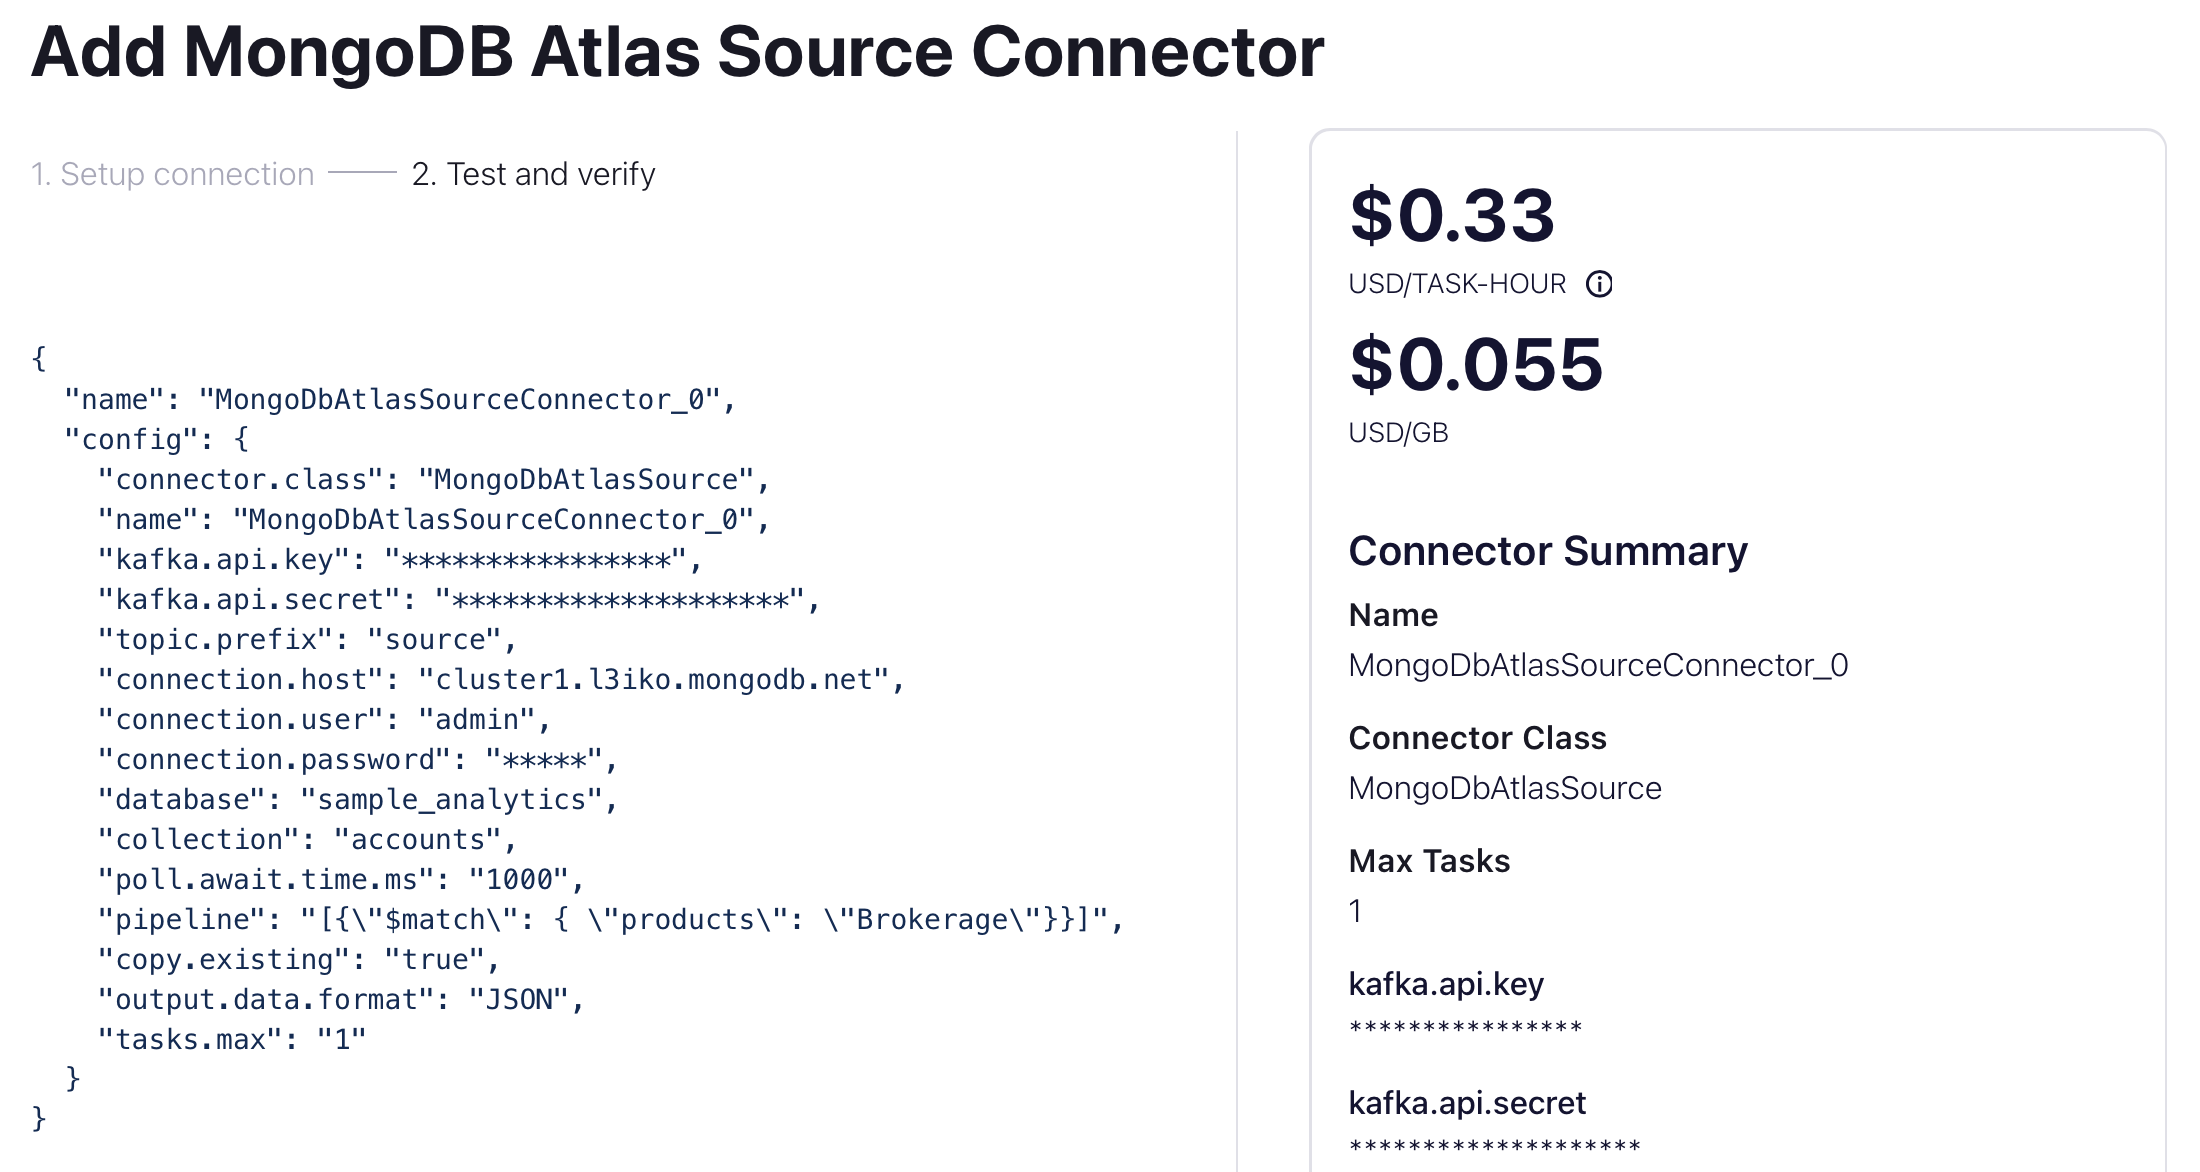 Add MongoDB Atlas Source Connector
1. Setup connection
2. Test and verify
{
  "name": "MongoDbAtlasSourceConnector_0",
  "config": {
    "connector.class": "MongoDbAtlasSource",
    "name": "MongoDbAtlasSourceConnector_0",
    "kafka.api.key": "****************",
    "kafka.api.secret": "********************",
    "topic.prefix": "source",
    "connection.host": "cluster1.l3iko.mongodb.net",
    "connection.user": "admin",
    "connection.password": "*****",
    "database": "sample_analytics",
    "collection": "accounts",
    "poll.await.time.ms": "1000",
    "pipeline": "[{\"$match\": { \"products\": \"Brokerage\"}}]",
    "copy.existing": "true",
    "output.data.format": "JSON",
    "tasks.max": "1"
  }
}
$0.33
USD/TASK-HOUR
$0.055
USD/GB
Connector Summary
Name
MongoDbAtlasSourceConnector_0
Connector Class
MongoDbAtlasSource
Max Tasks
1
kafka.api.key
****************
kafka.api.secret
********************